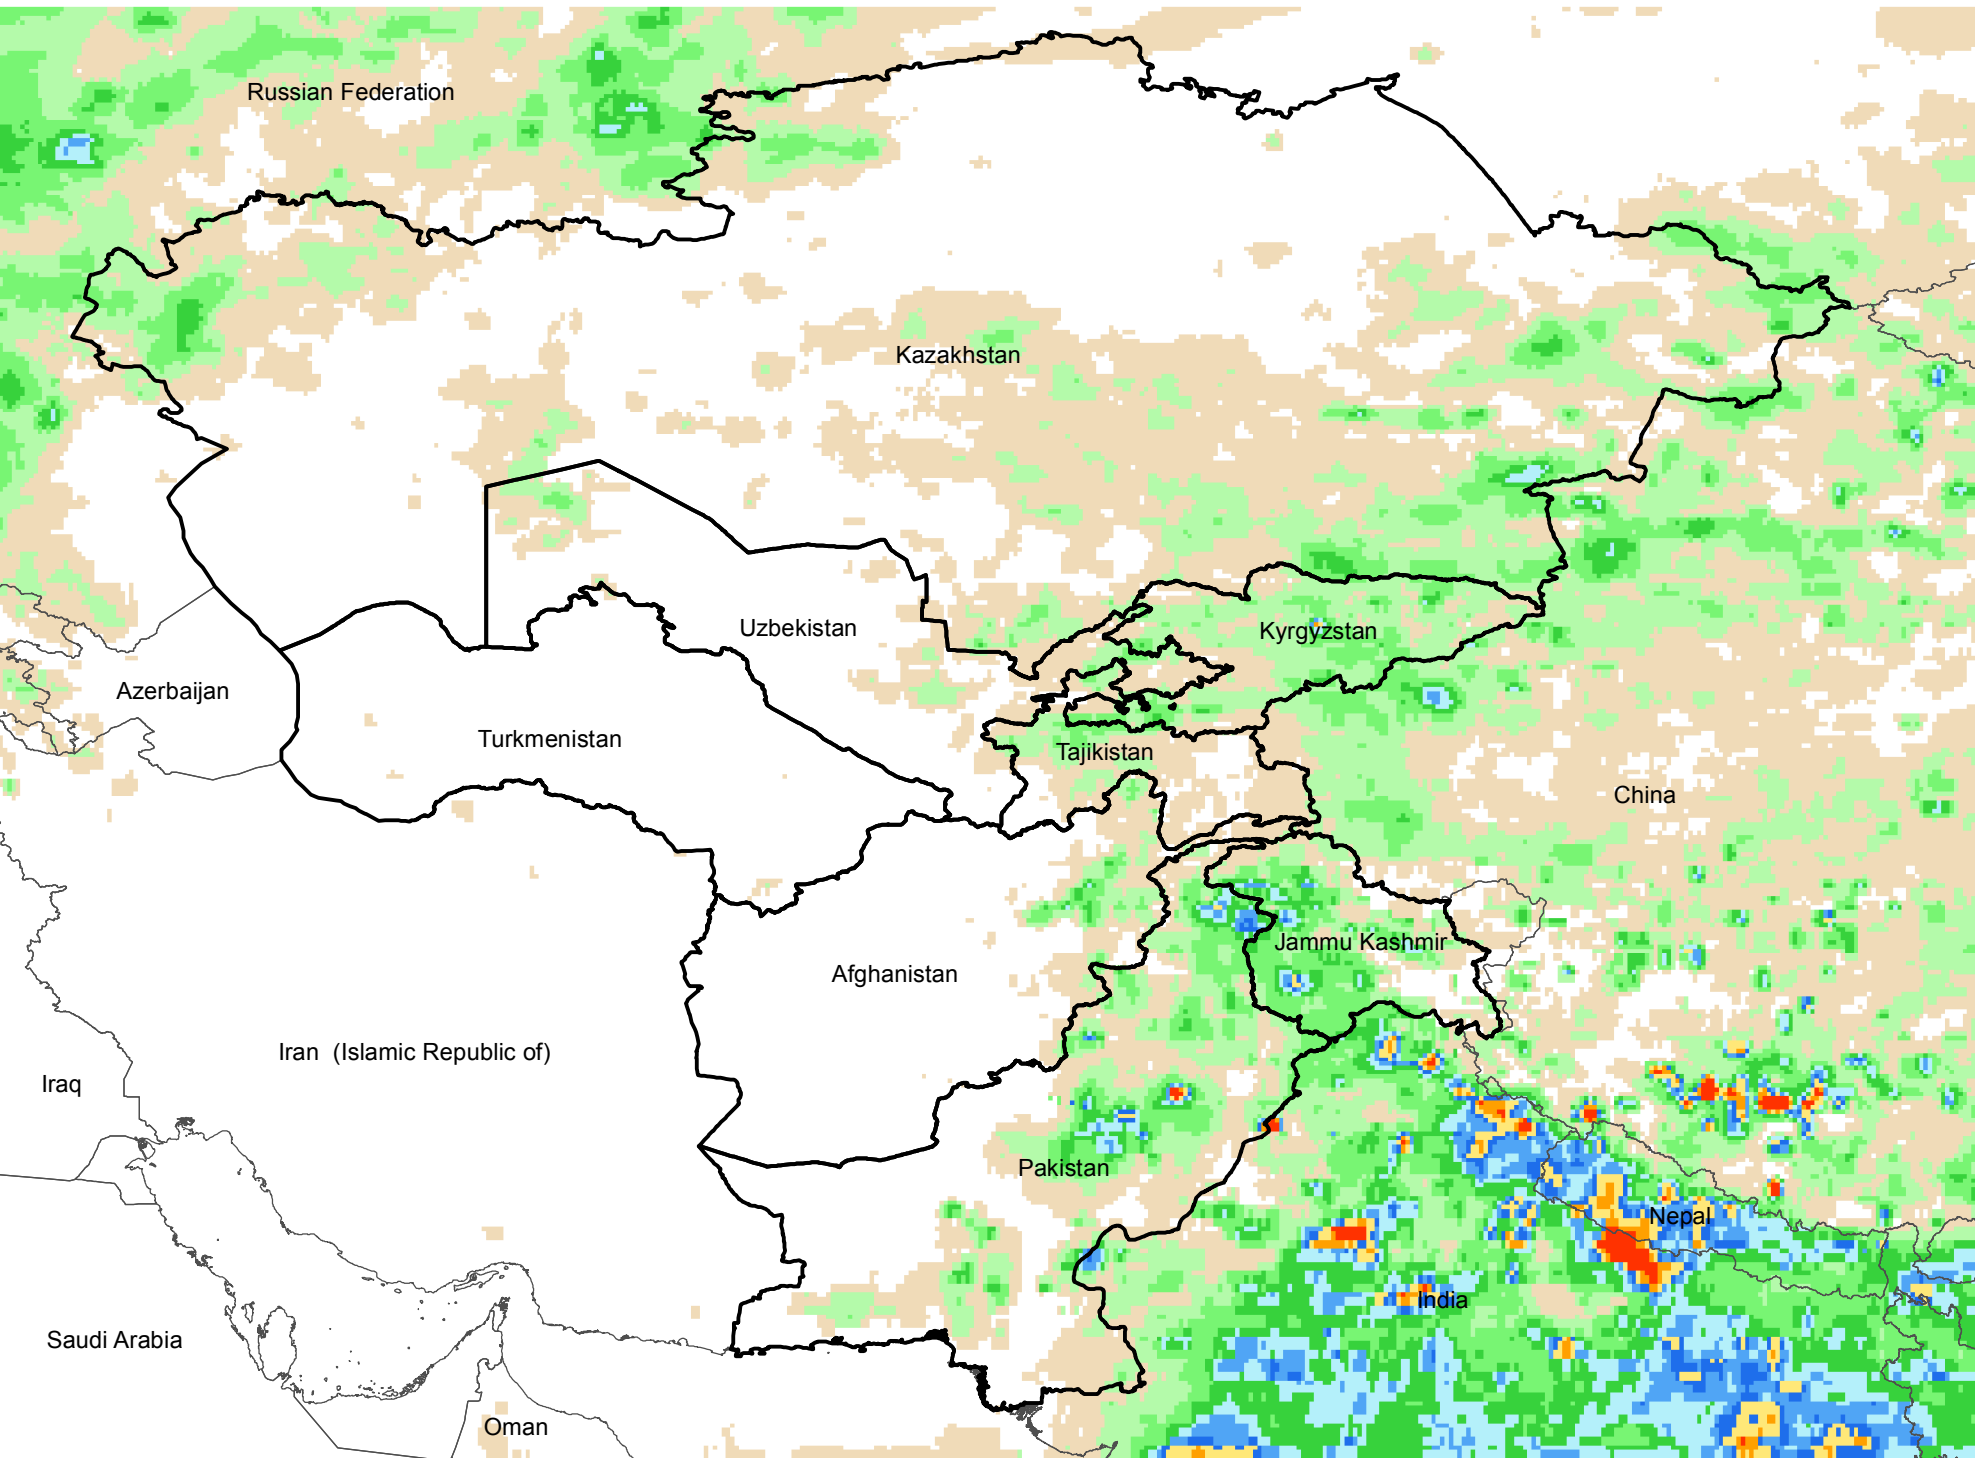 Russian Federation
Kazakhstan
Uzbekistan
Kyrgyzstan
Azerbaijan
Turkmenistan
Tajikistan
China
Jammu Kashmir
Afghanistan
Iran  (Islamic Republic of)
Iraq
Pakistan
Nepal
India
Saudi Arabia
Oman